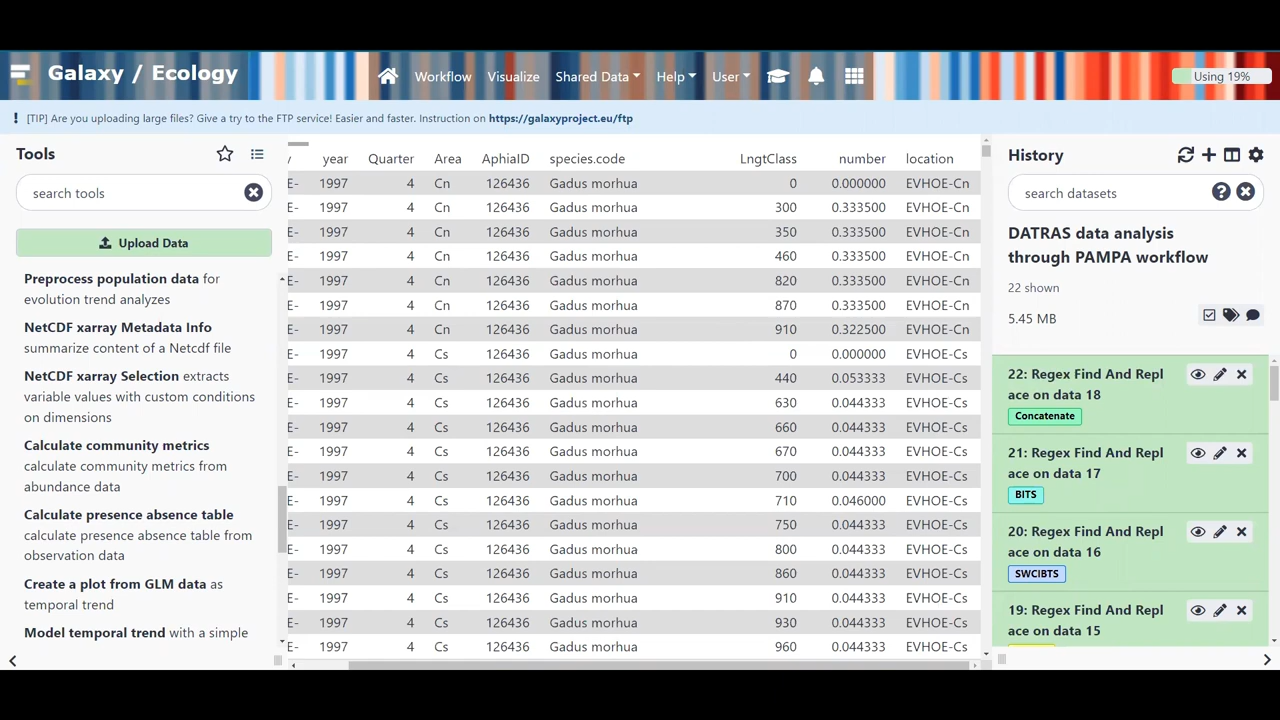 Galaxy / Ecology
Workflow Visualize Shared Data Help User
Using 19%
! [TIP] Are you uploading large files? Give a try to the FTP service! Easier and faster. Instruction on https://galaxyproject.eu/ftp
Tools
search tools
Upload Data
Preprocess population data for
evolution trend analyzes
NetCDF xarray Metadata Info
summarize content of a Netcdf file
NetCDF xarray Selection extracts
variable values with custom conditions
on dimensions
Calculate community metrics
calculate community metrics from
abundance data
Calculate presence absence table
calculate presence absence table from
observation data
Create a plot from GLM data as
temporal trend
Model temporal trend with a simple
y year Quarter Area AphiaID species.code LngtClass number location
E- 1997 4 Cn 126436 Gadus morhua 0 0.000000 EVHOE-Cn
E- 1997 4 Cn 126436 Gadus morhua 300 0.333500 EVHOE-Cn
E- 1997 4 Cn 126436 Gadus morhua 350 0.333500 EVHOE-Cn
E- 1997 4 Cn 126436 Gadus morhua 460 0.333500 EVHOE-Cn
E- 1997 4 Cn 126436 Gadus morhua 820 0.333500 EVHOE-Cn
E- 1997 4 Cn 126436 Gadus morhua 870 0.333500 EVHOE-Cn
E- 1997 4 Cn 126436 Gadus morhua 910 0.322500 EVHOE-Cn
E- 1997 4 Cs 126436 Gadus morhua 0 0.000000 EVHOE-Cs
E- 1997 4 Cs 126436 Gadus morhua 440 0.053333 EVHOE-Cs
E- 1997 4 Cs 126436 Gadus morhua 630 0.044333 EVHOE-Cs
E- 1997 4 Cs 126436 Gadus morhua 660 0.044333 EVHOE-Cs
E- 1997 4 Cs 126436 Gadus morhua 670 0.044333 EVHOE-Cs
E- 1997 4 Cs 126436 Gadus morhua 700 0.044333 EVHOE-Cs
E- 1997 4 Cs 126436 Gadus morhua 710 0.046000 EVHOE-Cs
E- 1997 4 Cs 126436 Gadus morhua 750 0.044333 EVHOE-Cs
E- 1997 4 Cs 126436 Gadus morhua 800 0.044333 EVHOE-Cs
E- 1997 4 Cs 126436 Gadus morhua 860 0.044333 EVHOE-Cs
E- 1997 4 Cs 126436 Gadus morhua 910 0.044333 EVHOE-Cs
E- 1997 4 Cs 126436 Gadus morhua 930 0.044333 EVHOE-Cs
E- 1997 4 Cs 126436 Gadus morhua 960 0.044333 EVHOE-Cs
History
search datasets
DATRAS data analysis
through PAMPA workflow
22 shown
5.45 MB
22: Regex Find And Repl
ace on data 18
Concatenate
21: Regex Find And Repl
ace on data 17
BITS
20: Regex Find And Repl
ace on data 16
SWCIBTS
19: Regex Find And Repl
ace on data 15